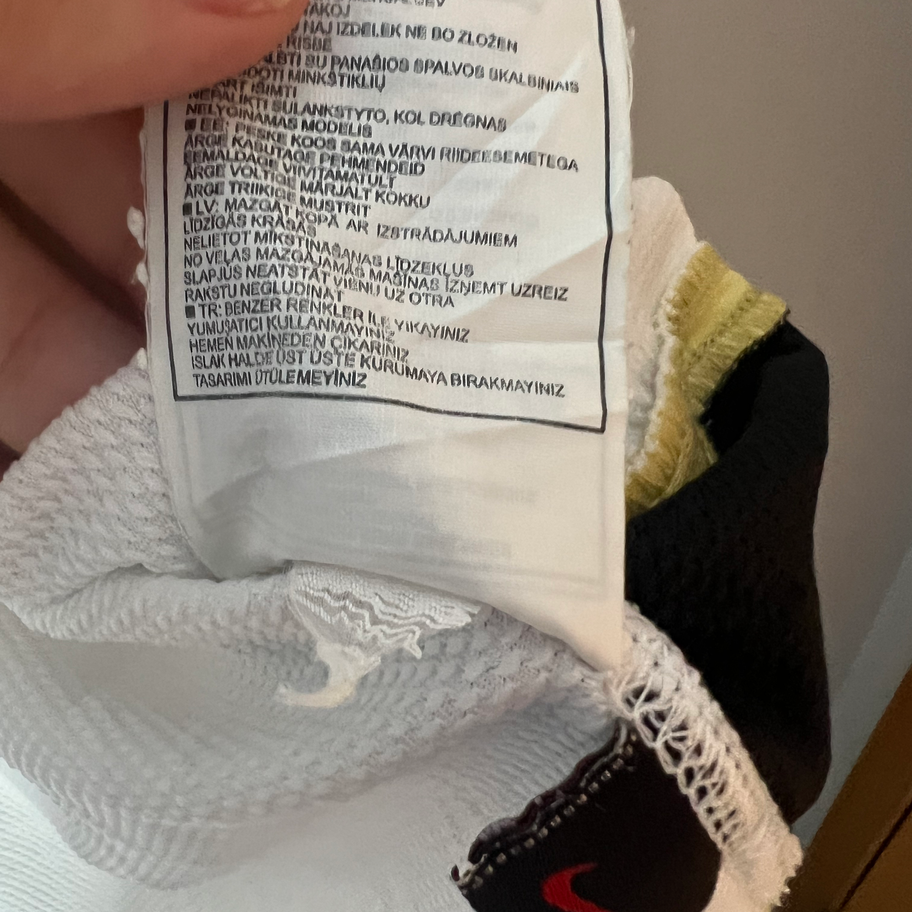 NAJ IZDELEK NE BO ZLOŽEN
SU PANAŠIOS SPALVOS SKALBINIAIS
MINKŠTIKLIŲ
IŠIMTI
NEPALIKTI SULANKSTYTO, KOL DRĖGNAS
NELYGINAMAS MODELIS
■ EE: PESKE KOOS SAMA VÄRVI RIIDEESEMETEGA
ÄRGE KASUTAGE PEHMENDEID
EEMALDAGE VIIVITAMATULT
ÄRGE VOLTIGE MÄRJALT KOKKU
ÄRGE TRIIKIGE MUSTRIT
■ LV: MAZGĀT KOPĀ AR IZSTRĀDĀJUMIEM
LĪDZĪGĀS KRĀSĀS
NELIETOT MĪKSTINĀŠANAS LĪDZEKĻUS
NO VEĻAS MAZGĀJAMĀS MAŠĪNAS IZŅEMT UZREIZ
SLAPJUS NEATSTĀT VIENU UZ OTRA
RAKSTU NEGLUDINĀT
■ TR: BENZER RENKLER İLE YIKAYINIZ
YUMUŞATICI KULLANMAYINIZ
HEMEN MAKİNEDEN ÇIKARINIZ
ISLAK HALDE ÜST ÜSTE KURUMAYA BIRAKMAYINIZ
TASARIMI ÜTÜLEMEYİNİZ